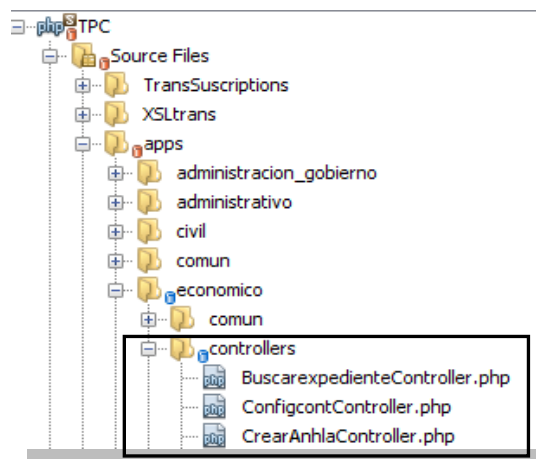 TPC
Source Files
TransSuscriptions
XSLtrans
apps
administracion_gobierno
administrativo
civil
comun
economico
comun
controllers
BuscarexpedienteController.php
ConfigcontController.php
CrearAnhlaController.php